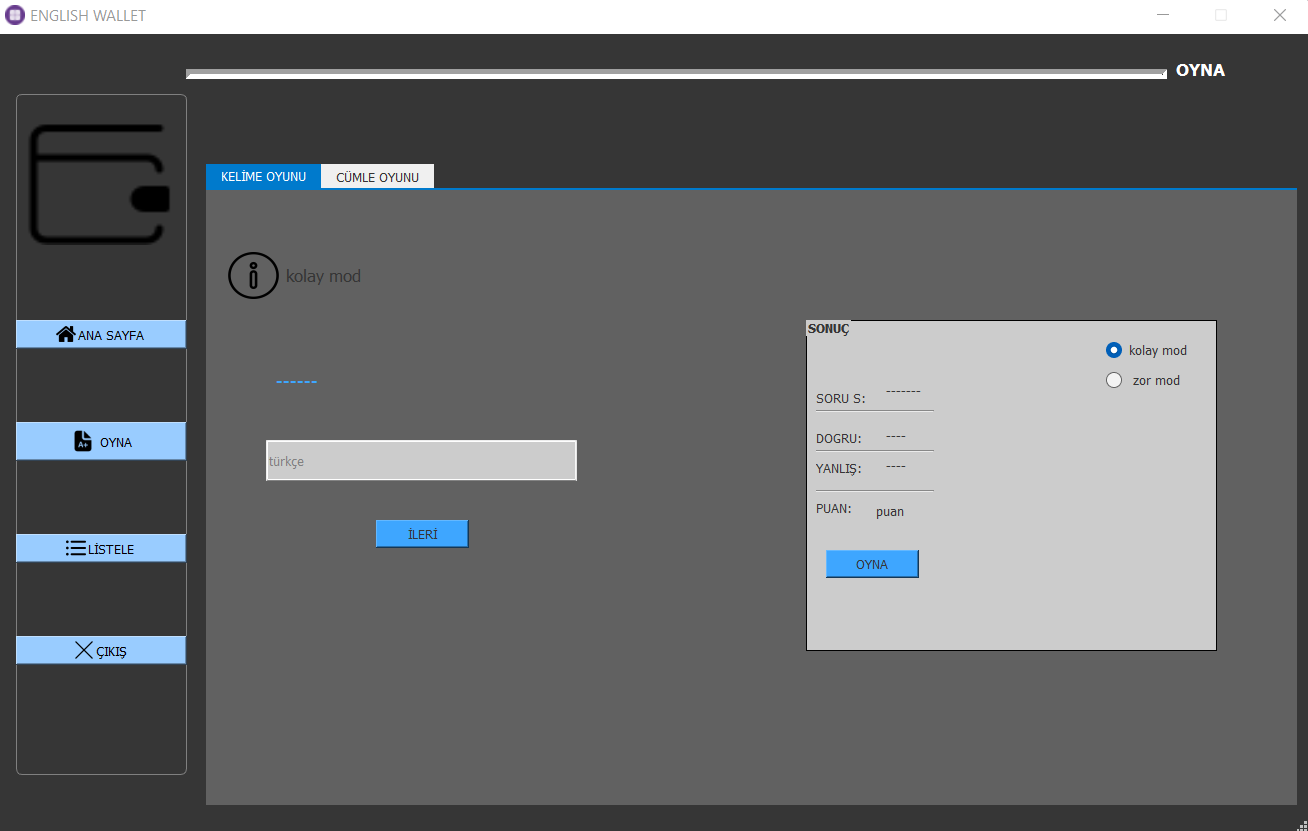 ENGLISH WALLET
OYNA
KELİME OYUNU
CÜMLE OYUNU
kolay mod
ANA SAYFA
OYNA
A+
LİSTELE
ÇIKIŞ
------
türkçe
İLERİ
SONUÇ
kolay mod
zor mod
SORU S: -------
DOGRU: ----
YANLIŞ: ----
PUAN: puan
OYNA